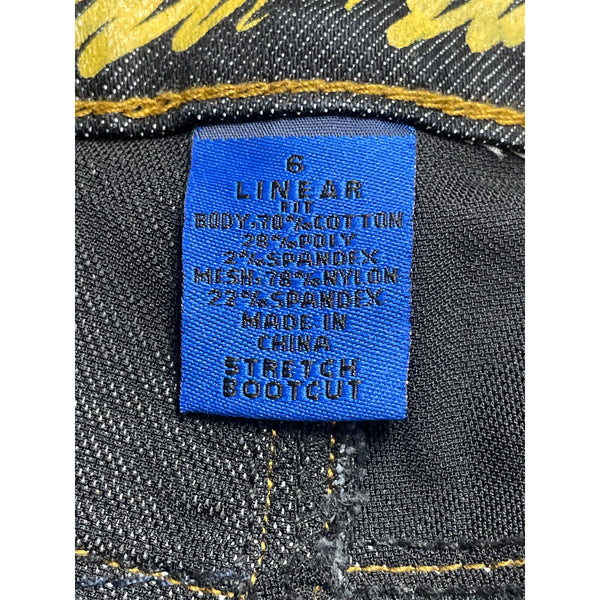 6
LINEAR
FIT
BODY:70%COTTON
28%POLY
2%SPANDEX
MESH:78%NYLON
22%SPANDEX
MADE IN
CHINA
STRETCH
BOOTCUT